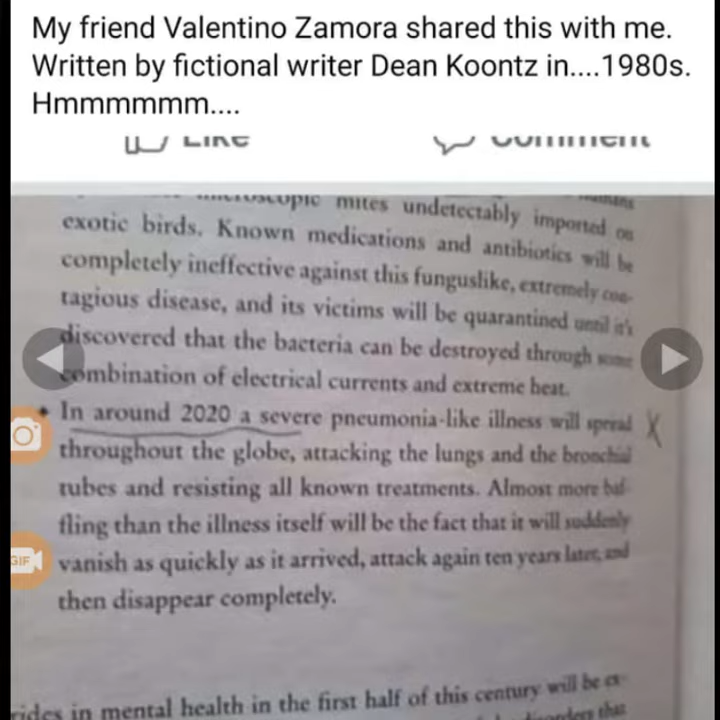 My friend Valentino Zamora shared this with me.
Written by fictional writer Dean Koontz in....1980s.
Hmmmmmm....
Like Comment
microscopic mites undetectably imported on
exotic birds. Known medications and antibiotics will be
completely ineffective against this funguslike, extremely con-
tagious disease, and its victims will be quarantined until it's
discovered that the bacteria can be destroyed through some
combination of electrical currents and extreme heat.
• In around 2020 a severe pneumonia-like illness will spread X
throughout the globe, attacking the lungs and the bronchial
tubes and resisting all known treatments. Almost more baf-
fling than the illness itself will be the fact that it will suddenly
GIF vanish as quickly as it arrived, attack again ten years later, and
then disappear completely.
rides in mental health in the first half of this century will be ex-
that